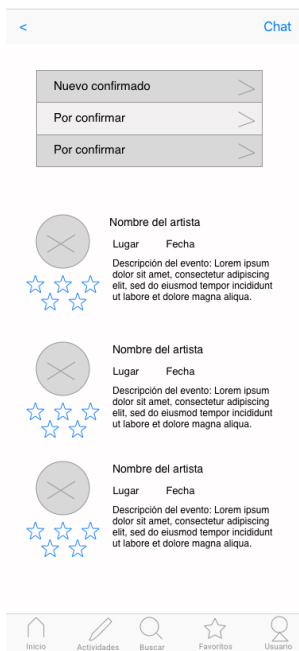 < Chat
Nuevo confirmado
Por confirmar
Por confirmar
Nombre del artista
Lugar Fecha
Descripción del evento: Lorem ipsum
dolor sit amet, consectetur adipiscing
elit, sed do eiusmod tempor incididunt
ut labore et dolore magna aliqua.
Nombre del artista
Lugar Fecha
Descripción del evento: Lorem ipsum
dolor sit amet, consectetur adipiscing
elit, sed do eiusmod tempor incididunt
ut labore et dolore magna aliqua.
Nombre del artista
Lugar Fecha
Descripción del evento: Lorem ipsum
dolor sit amet, consectetur adipiscing
elit, sed do eiusmod tempor incididunt
ut labore et dolore magna aliqua.
Inicio Actividades Buscar Favoritos Usuario